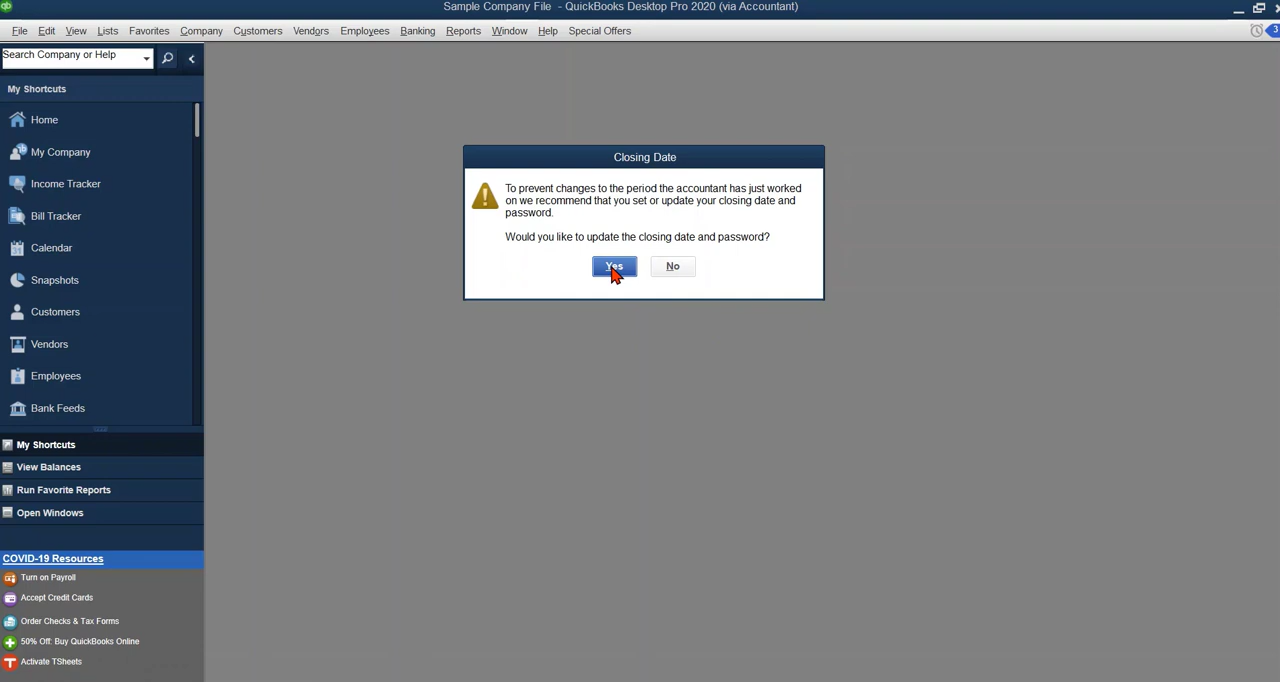 qb
Sample Company File - QuickBooks Desktop Pro 2020 (via Accountant)
File Edit View Lists Favorites Company Customers Vendors Employees Banking Reports Window Help Special Offers
3
Search Company or Help
My Shortcuts
Home
My Company
Income Tracker
Bill Tracker
Calendar
Snapshots
Customers
Vendors
Employees
Bank Feeds
My Shortcuts
View Balances
Run Favorite Reports
Open Windows
COVID-19 Resources
Turn on Payroll
Accept Credit Cards
Order Checks & Tax Forms
50% Off: Buy QuickBooks Online
Activate TSheets
Closing Date
To prevent changes to the period the accountant has just worked
on we recommend that you set or update your closing date and
password.
Would you like to update the closing date and password?
Yes No